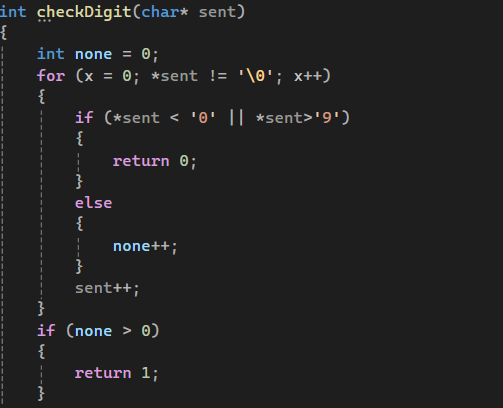 int checkDigit(char* sent)
{
    int none = 0;
    for (x = 0; *sent != '\0'; x++)
    {
        if (*sent < '0' || *sent>'9')
        {
            return 0;
        }
        else
        {
            none++;
        }
        sent++;
    }
    if (none > 0)
    {
        return 1;
    }